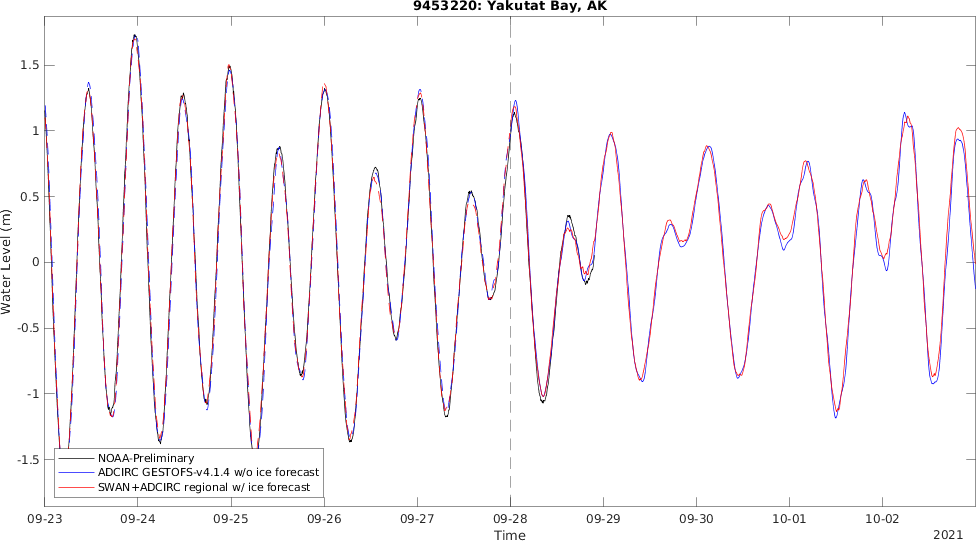 9453220: Yakutat Bay, AK
Water Level (m)
1.5
1
0.5
0
-0.5
-1
-1.5
NOAA-Preliminary
ADCIRC GESTOFS-v4.1.4 w/o ice forecast
SWAN+ADCIRC regional w/ ice forecast
09-23 09-24 09-25 09-26 09-27 09-28 09-29 09-30 10-01 10-02
Time
2021